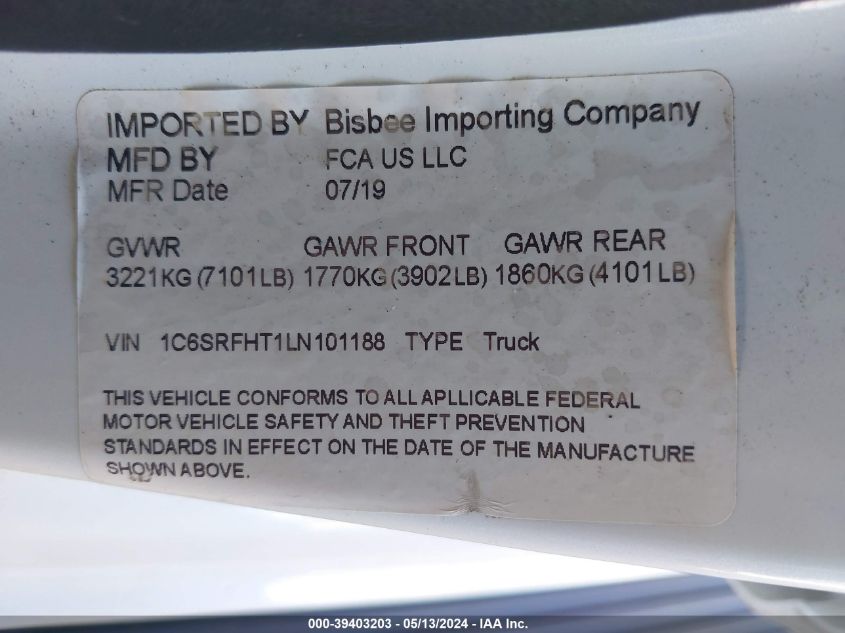 IMPORTED BY Bisbee Importing Company
MFD BY FCA US LLC
MFR Date 07/19
GVWR GAWR FRONT GAWR REAR
3221KG (7101LB) 1770KG (3902LB) 1860KG (4101LB)
VIN 1C6SRFHT1LN101188 TYPE Truck
THIS VEHICLE CONFORMS TO ALL APLLICABLE FEDERAL
MOTOR VEHICLE SAFETY AND THEFT PREVENTION
STANDARDS IN EFFECT ON THE DATE OF THE MANUFACTURE
SHOWN ABOVE.
000-39403203 - 05/13/2024 - IAA Inc.